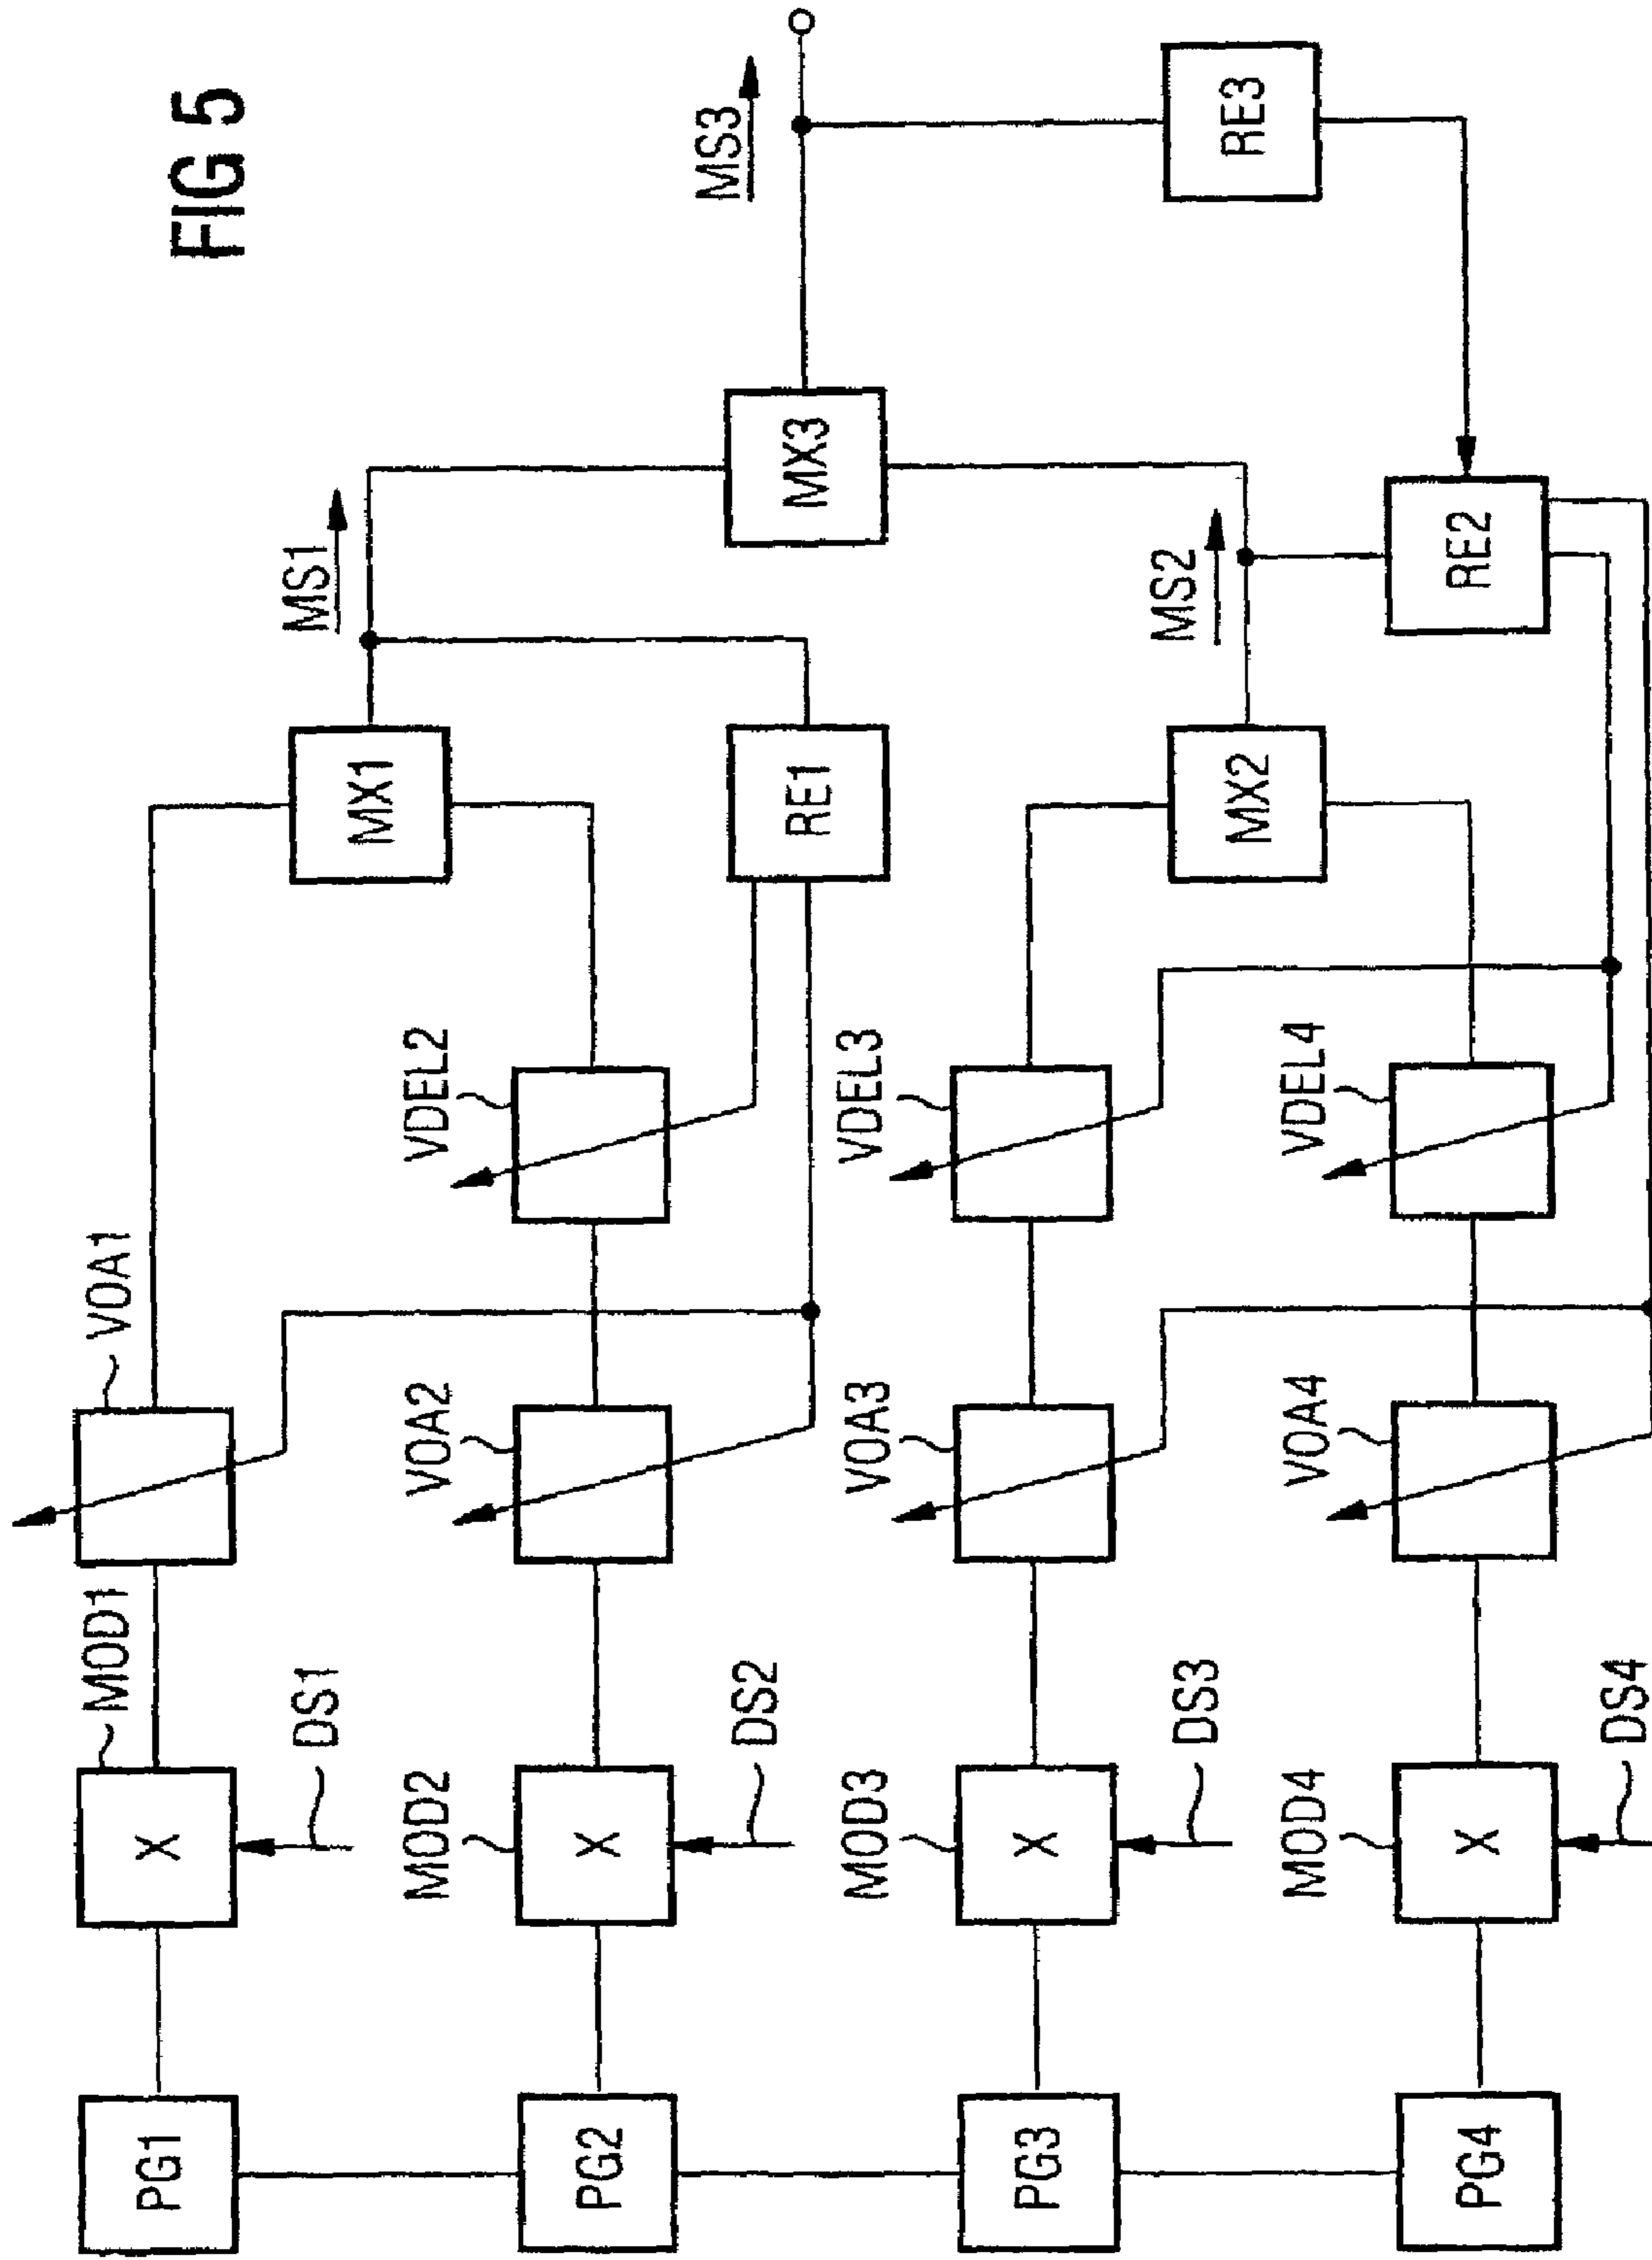 FIG 5
PG1
X
MOD1
DS1
VOA1
MX1
MS1
PG2
X
MOD2
DS2
VOA2
VDEL2
RE1
MX3
MS3
PG3
X
MOD3
DS3
VOA3
VDEL3
MX2
MS2
RE3
PG4
X
MOD4
DS4
VOA4
VDEL4
RE2